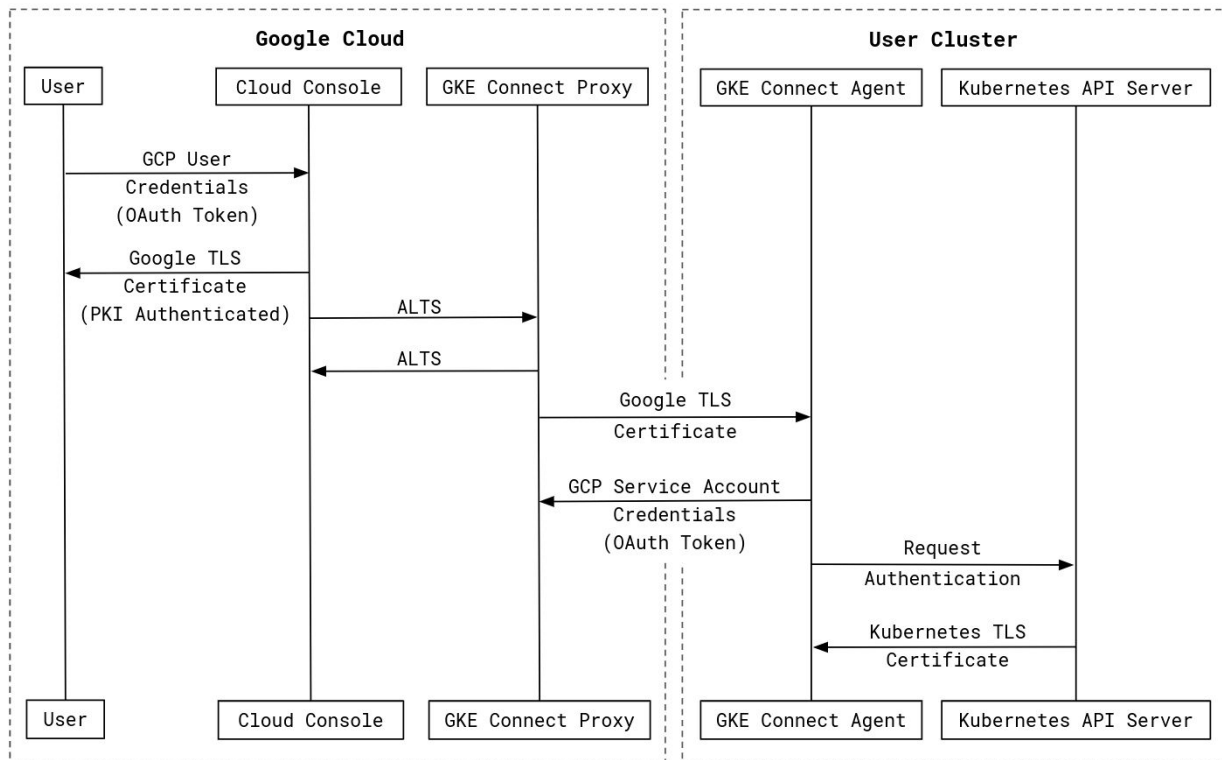 Google Cloud
User Cluster
User
Cloud Console
GKE Connect Proxy
GKE Connect Agent
Kubernetes API Server
GCP User
Credentials
(OAuth Token)
Google TLS
Certificate
(PKI Authenticated)
ALTS
ALTS
Google TLS
Certificate
GCP Service Account
Credentials
(OAuth Token)
Request
Authentication
Kubernetes TLS
Certificate
User
Cloud Console
GKE Connect Proxy
GKE Connect Agent
Kubernetes API Server